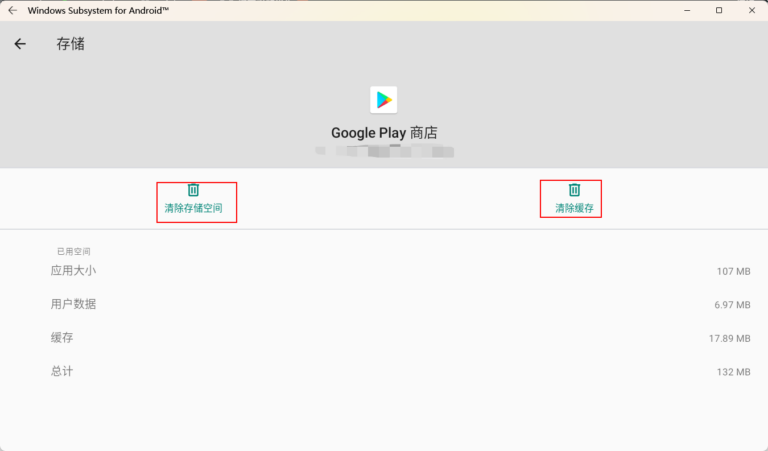 Windows Subsystem for Android™
存储
Google Play 商店
清除存储空间
清除缓存
已用空间
应用大小
107 MB
用户数据
6.97 MB
缓存
17.89 MB
总计
132 MB